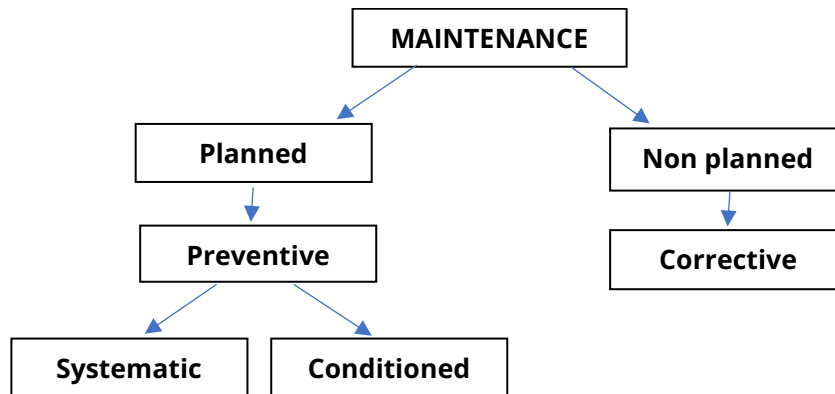 MAINTENANCE
Planned
Non planned
Preventive
Corrective
Systematic
Conditioned